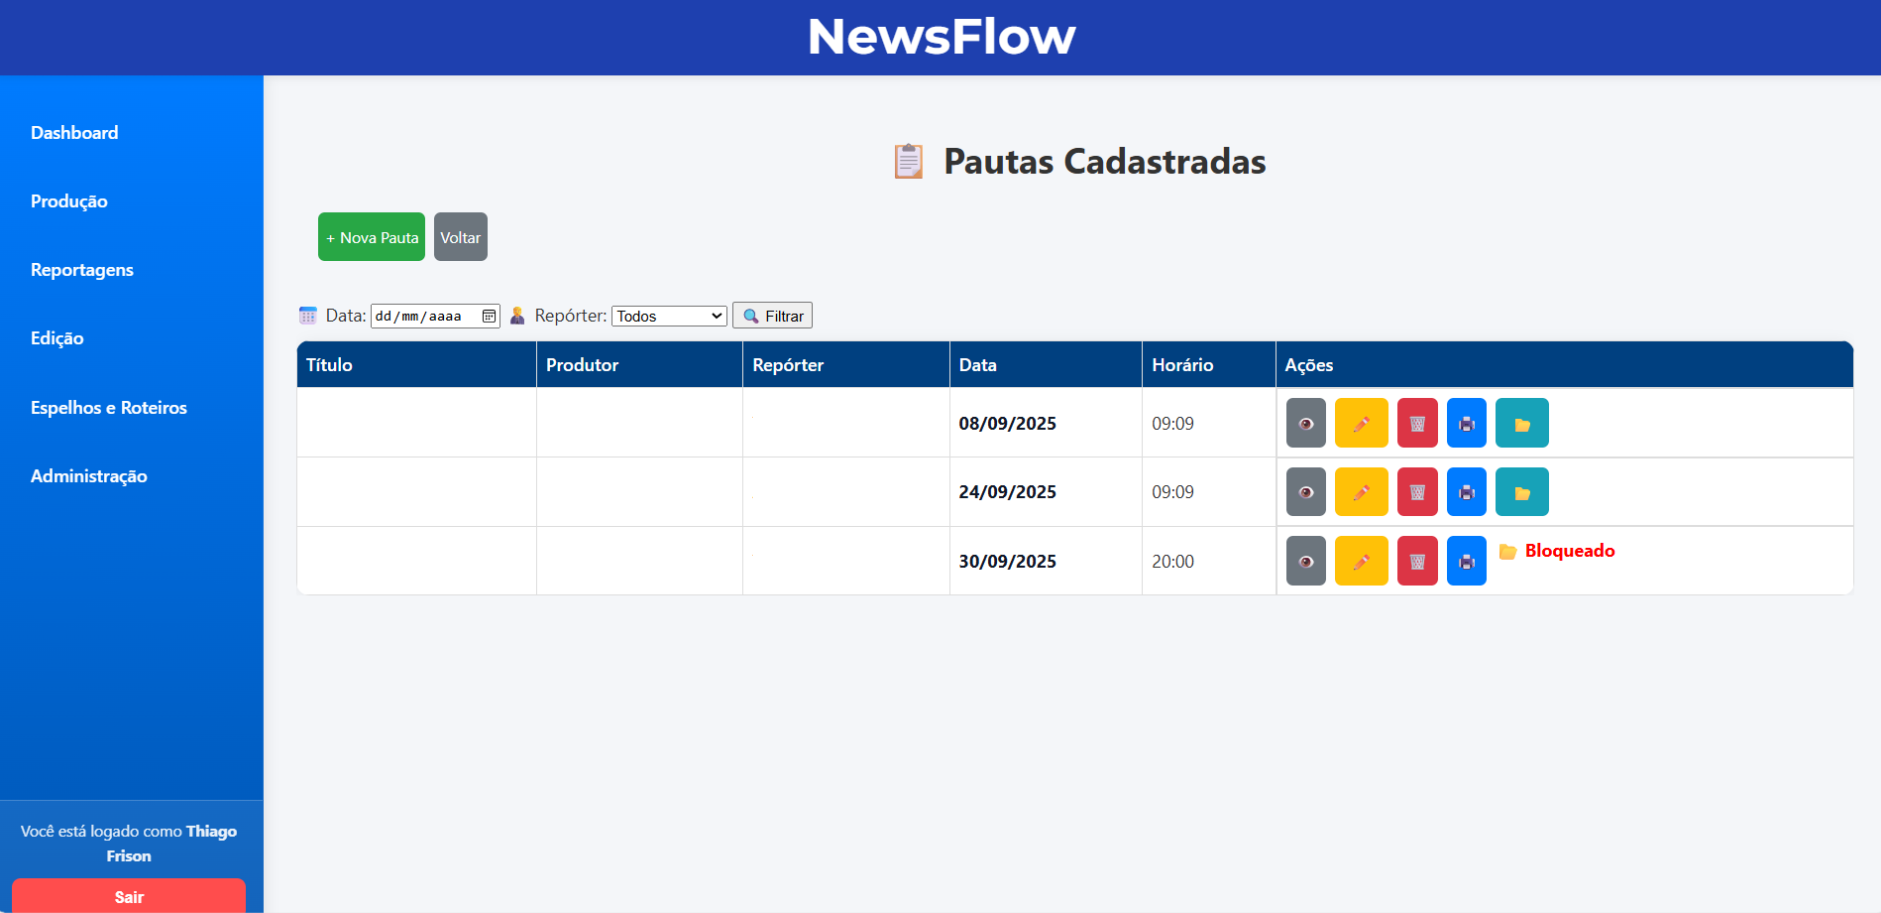 NewsFlow
Dashboard
Produção
Reportagens
Edição
Espelhos e Roteiros
Administração
Você está logado como Thiago
Frison
Sair
Pautas Cadastradas
+ Nova Pauta Voltar
Data: dd/mm/aaaa Repórter: Todos Filtrar
Título Produtor Repórter Data Horário Ações
08/09/2025 09:09
24/09/2025 09:09
30/09/2025 20:00 Bloqueado